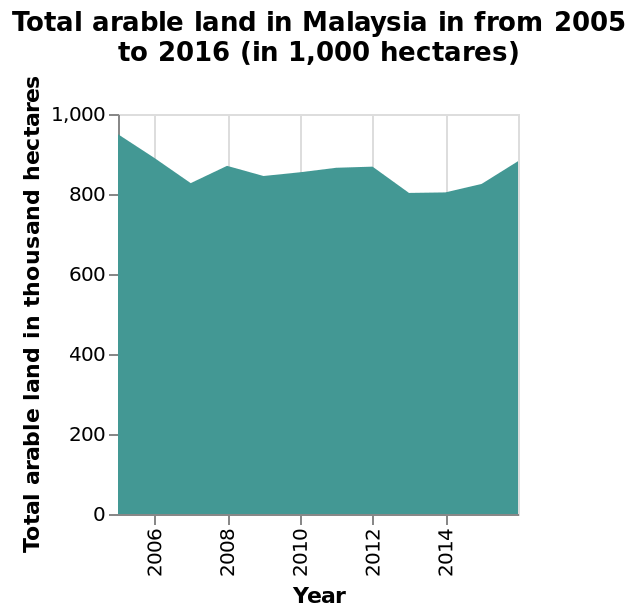 Total arable land in Malaysia in from 2005
to 2016 (in 1,000 hectares)
Total arable land in thousand hectares
1,000
800
600
400
200
0
2006
2008
2010
2012
2014
Year